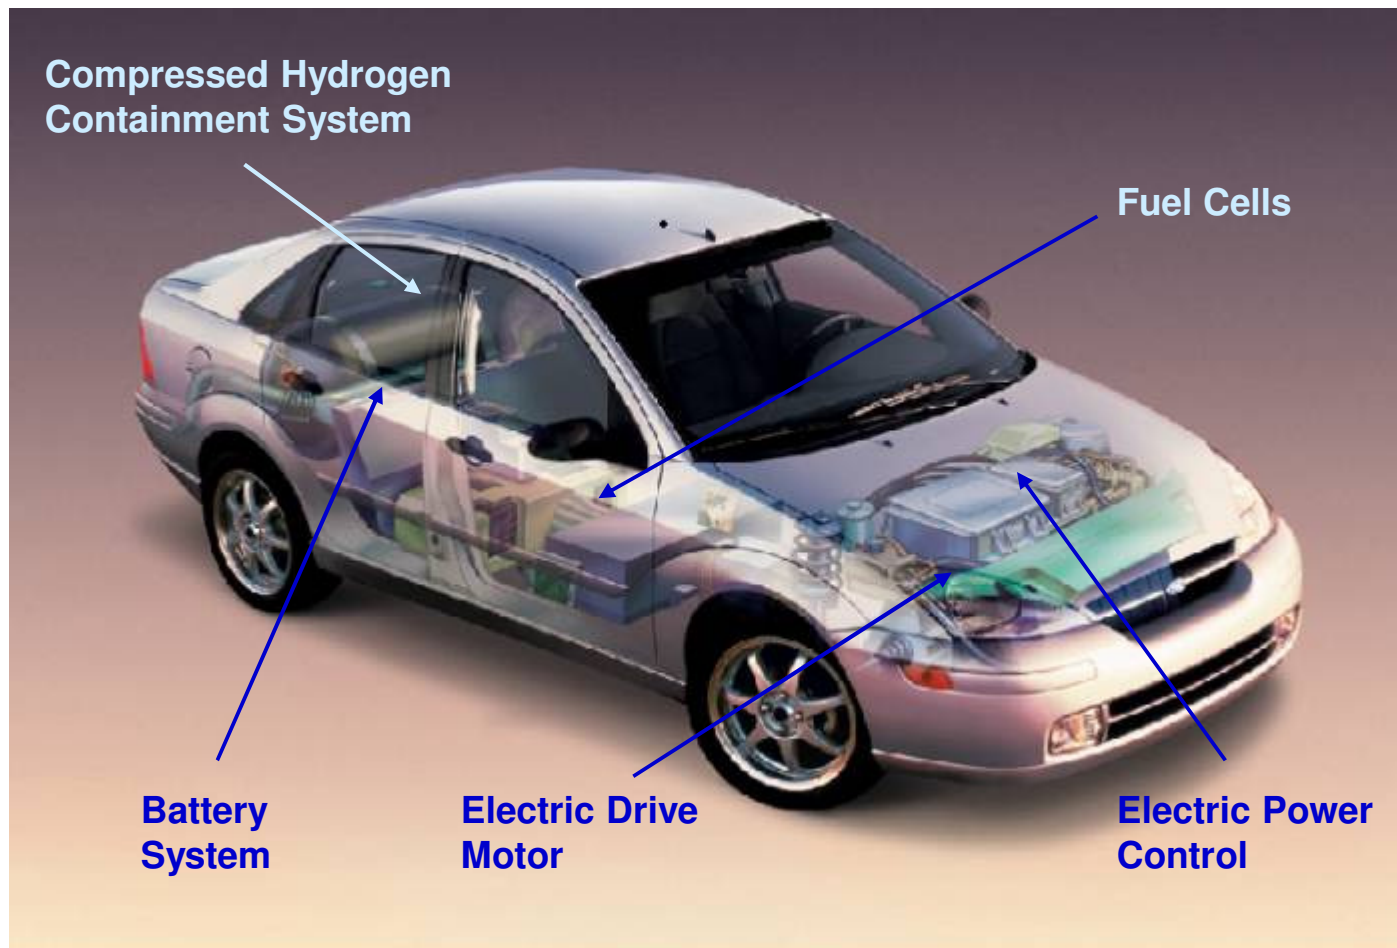 Compressed Hydrogen
Containment System
Fuel Cells
Battery
System
Electric Drive
Motor
Electric Power
Control